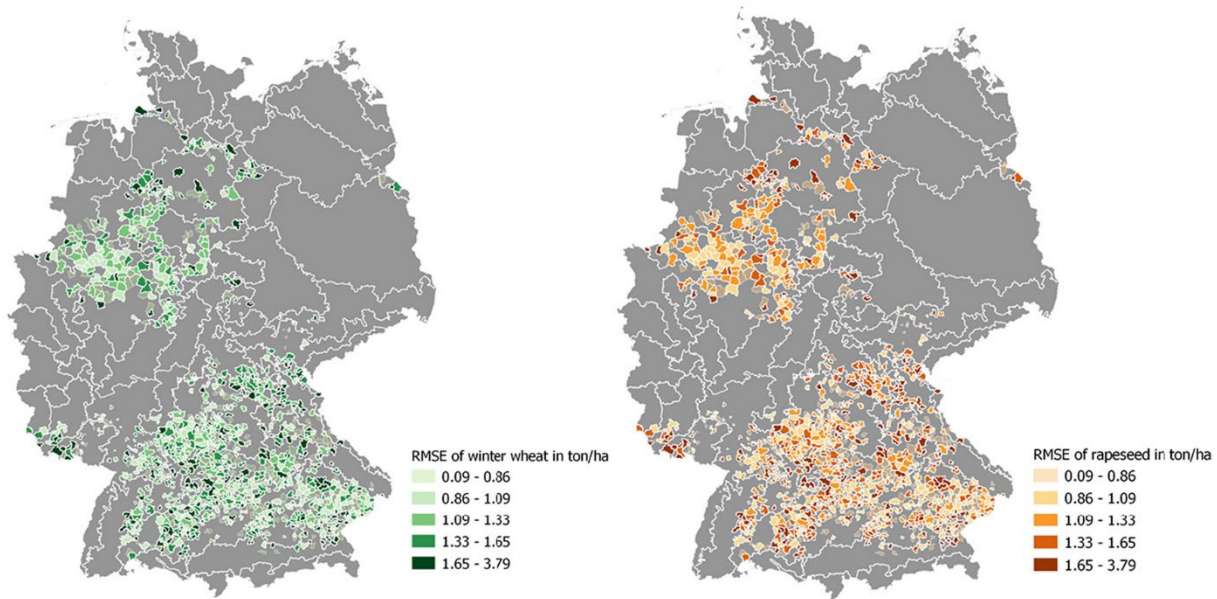 RMSE of winter wheat in ton/ha
0.09 - 0.86
0.86 - 1.09
1.09 - 1.33
1.33 - 1.65
1.65 - 3.79
RMSE of rapeseed in ton/ha
0.09 - 0.86
0.86 - 1.09
1.09 - 1.33
1.33 - 1.65
1.65 - 3.79